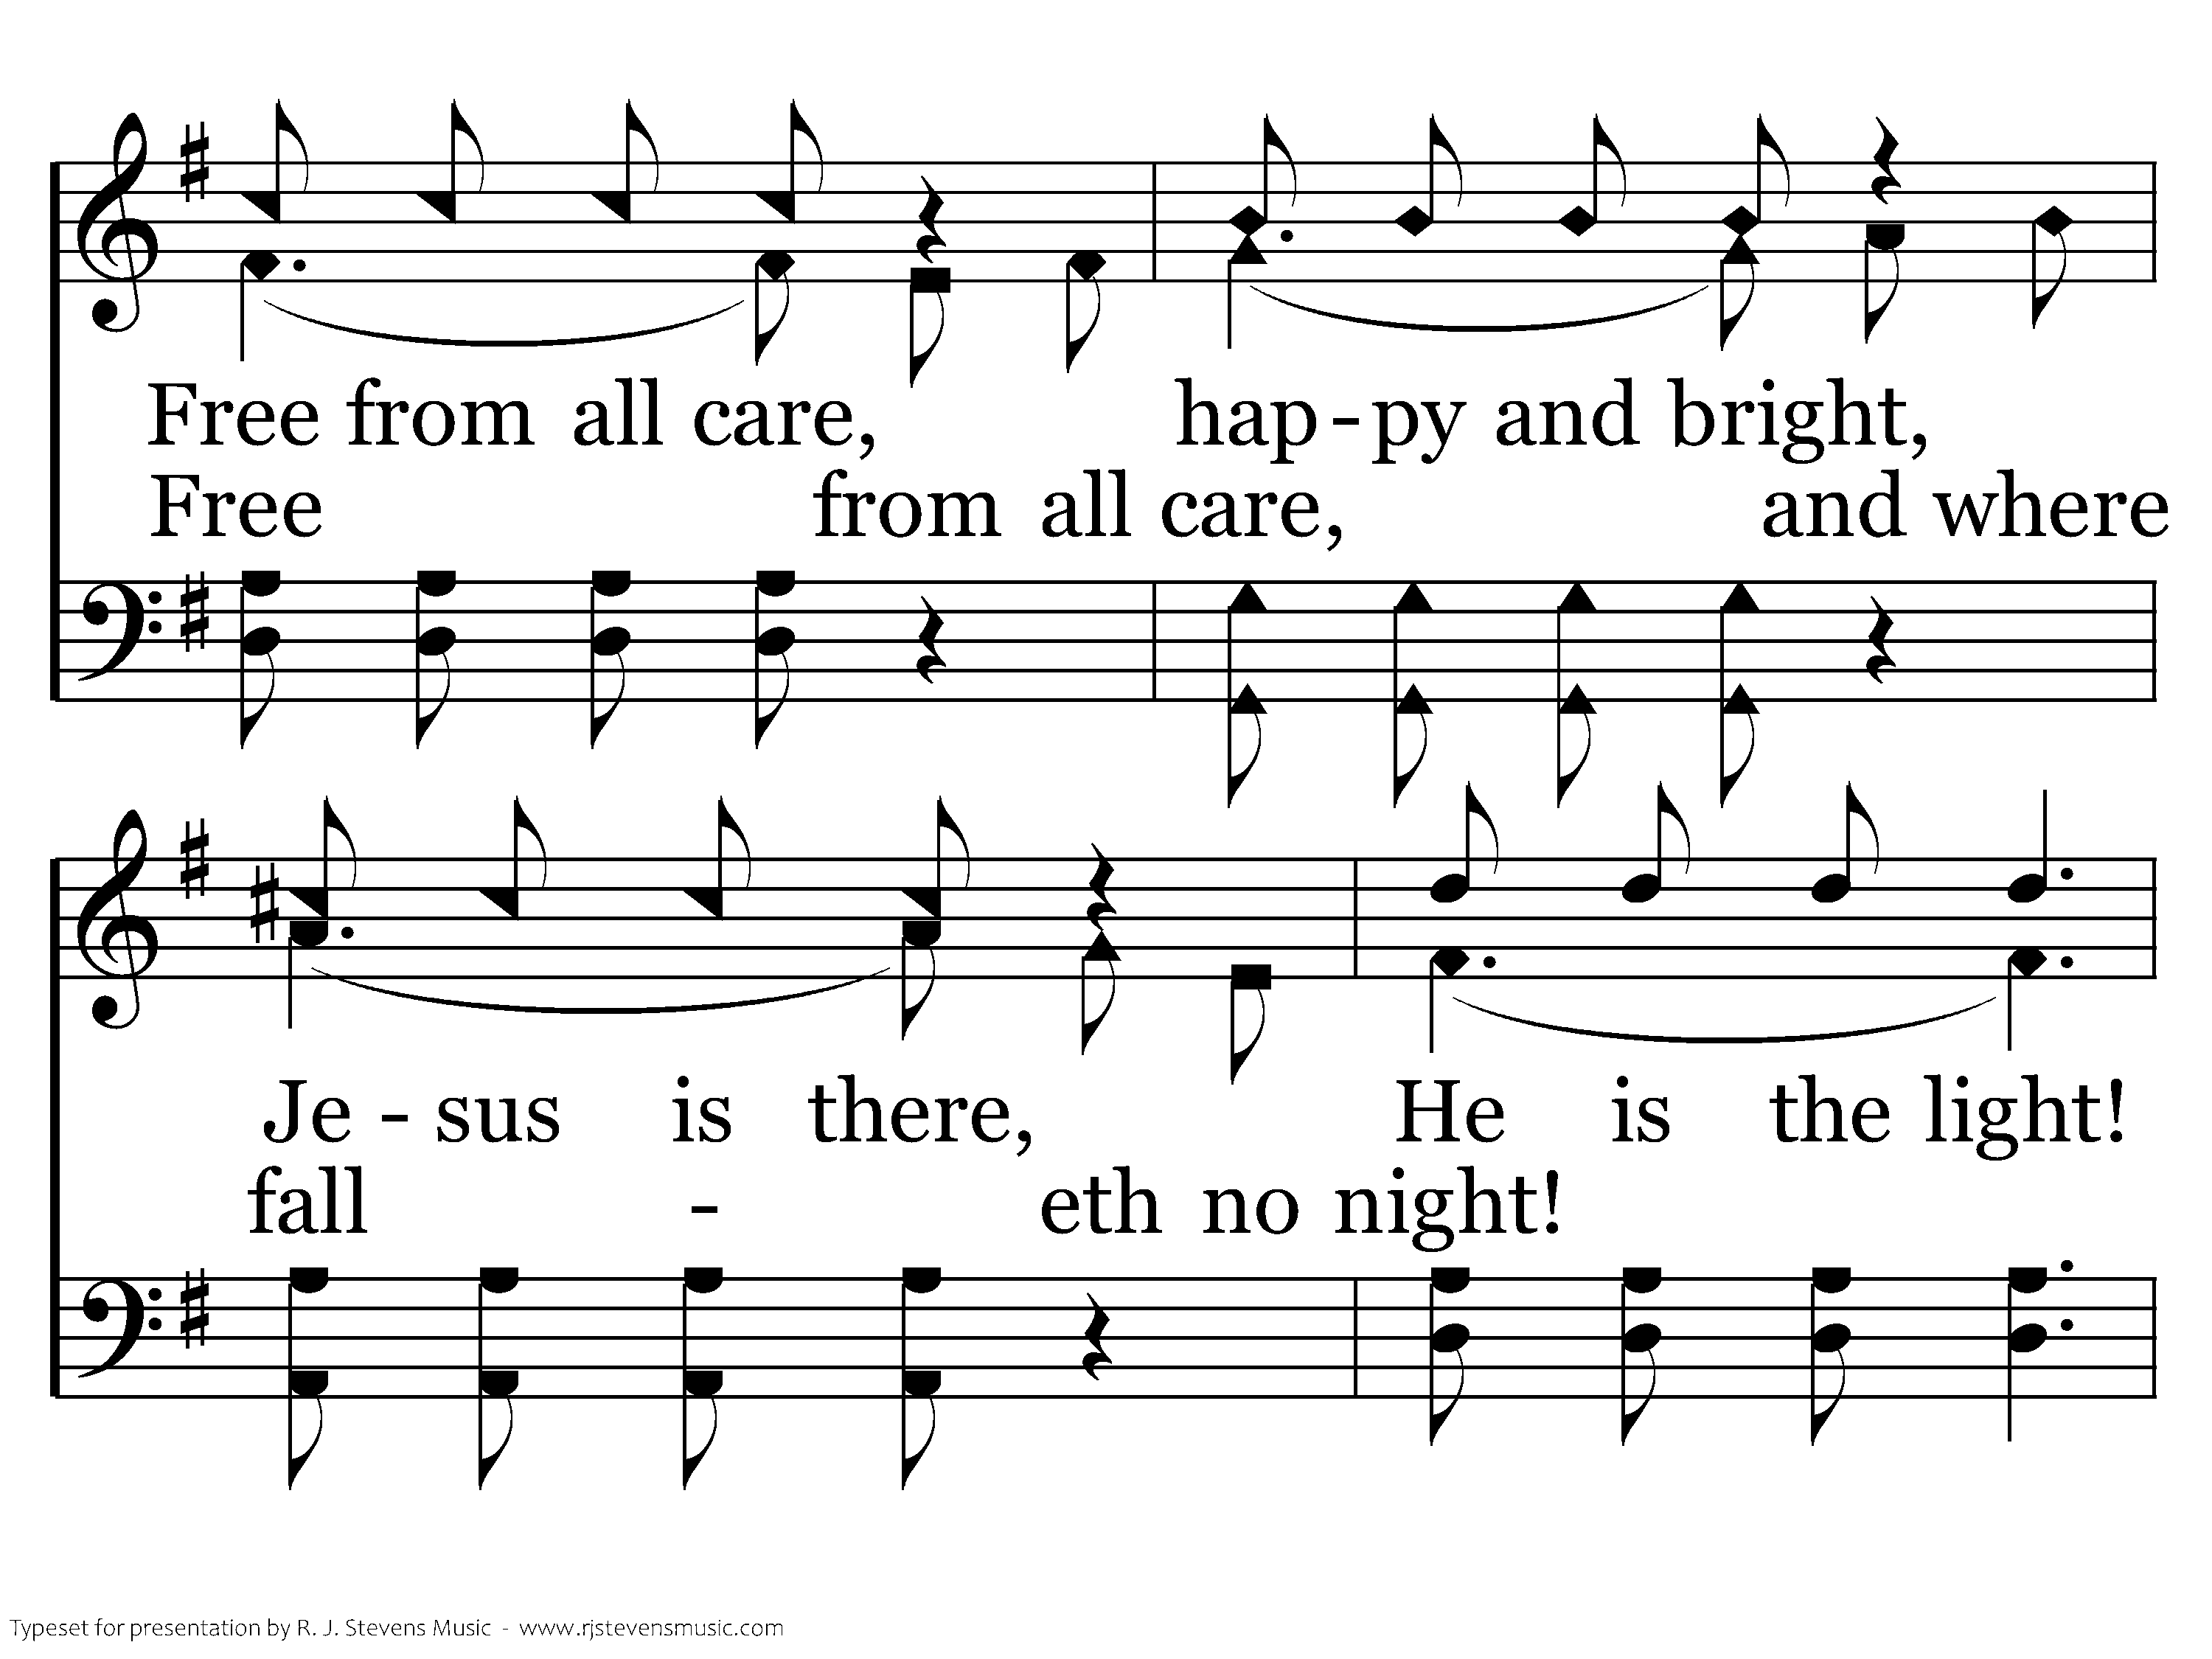 Free from all care, hap-py and bright,
Free from all care, and where
Je - sus is there, He is the light!
fall - eth no night!
Typeset for presentation by R. J. Stevens Music - www.rjstevensmusic.com